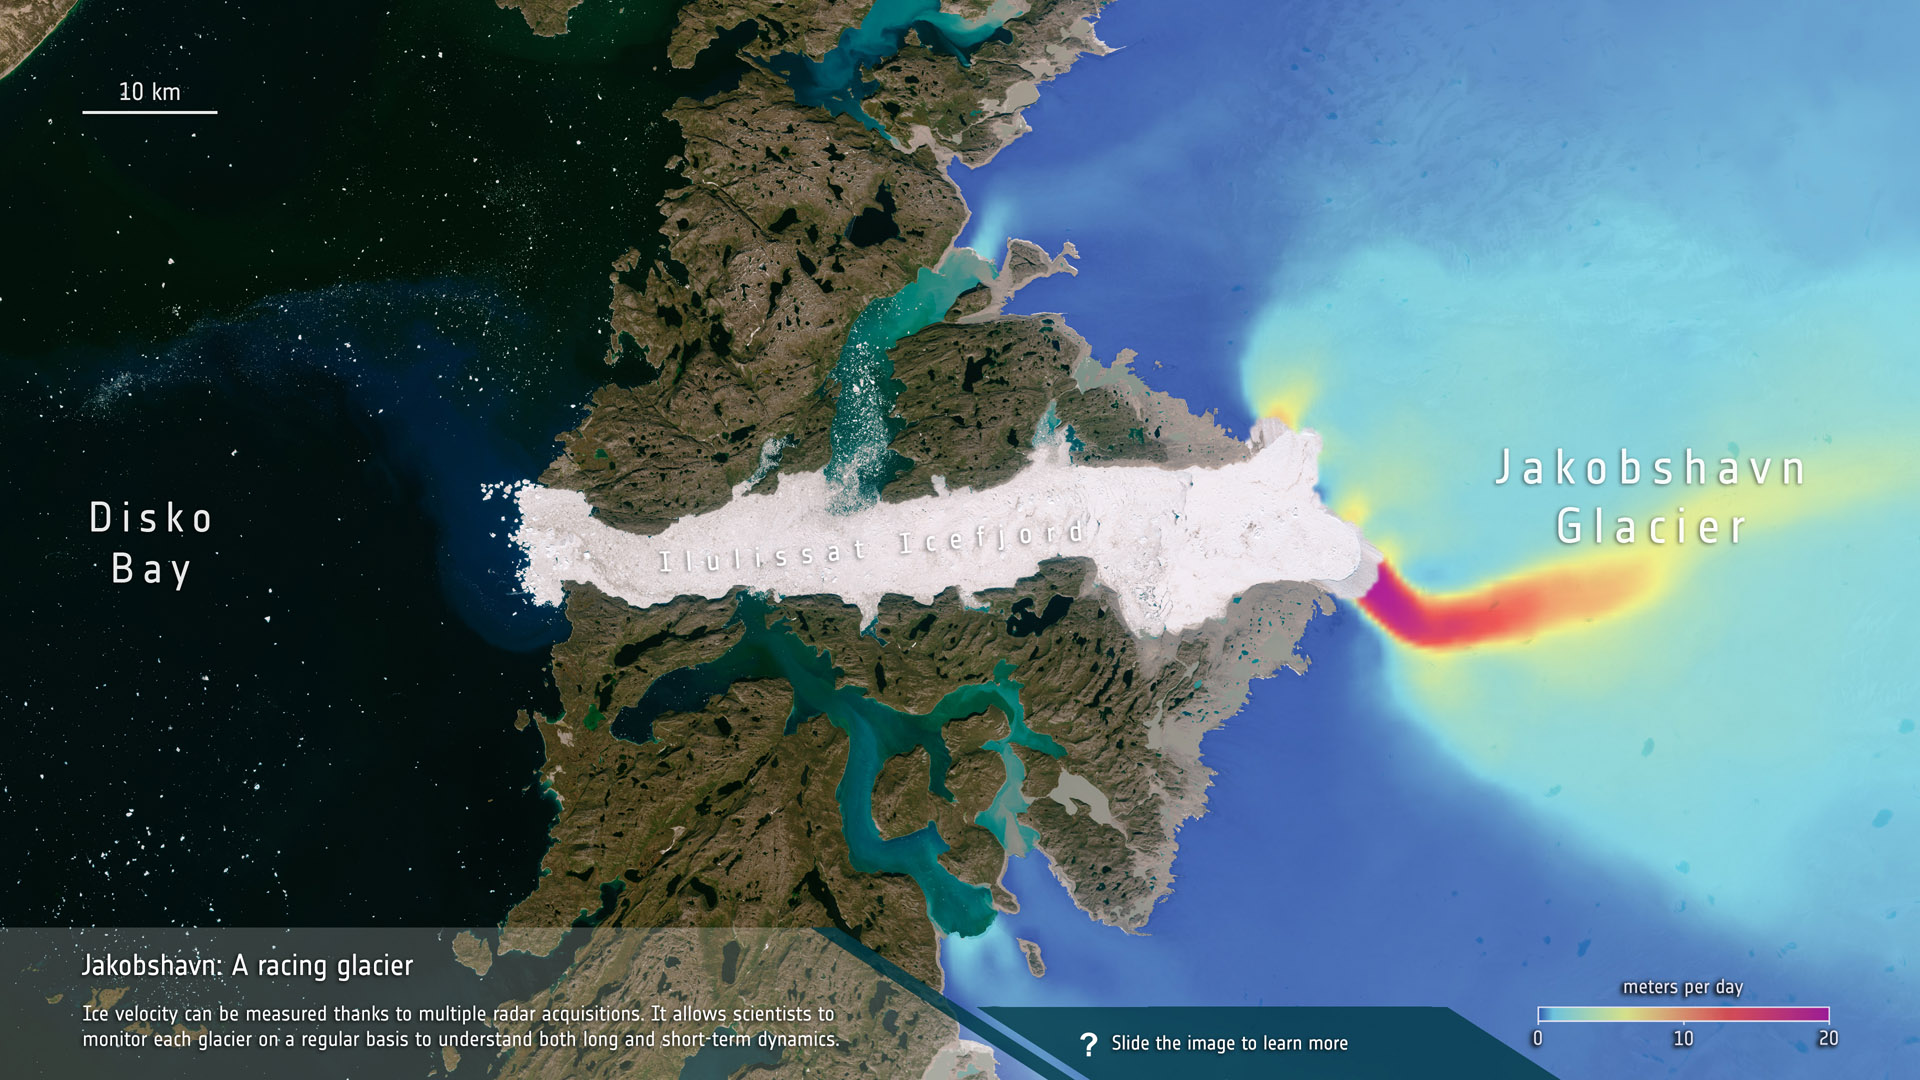 10 km
Disko
Bay
Ilulissat Icefjord
Jakobshavn
Glacier
Jakobshavn: A racing glacier
Ice velocity can be measured thanks to multiple radar acquisitions. It allows scientists to
monitor each glacier on a regular basis to understand both long and short-term dynamics.
? Slide the image to learn more
meters per day
0 10 20